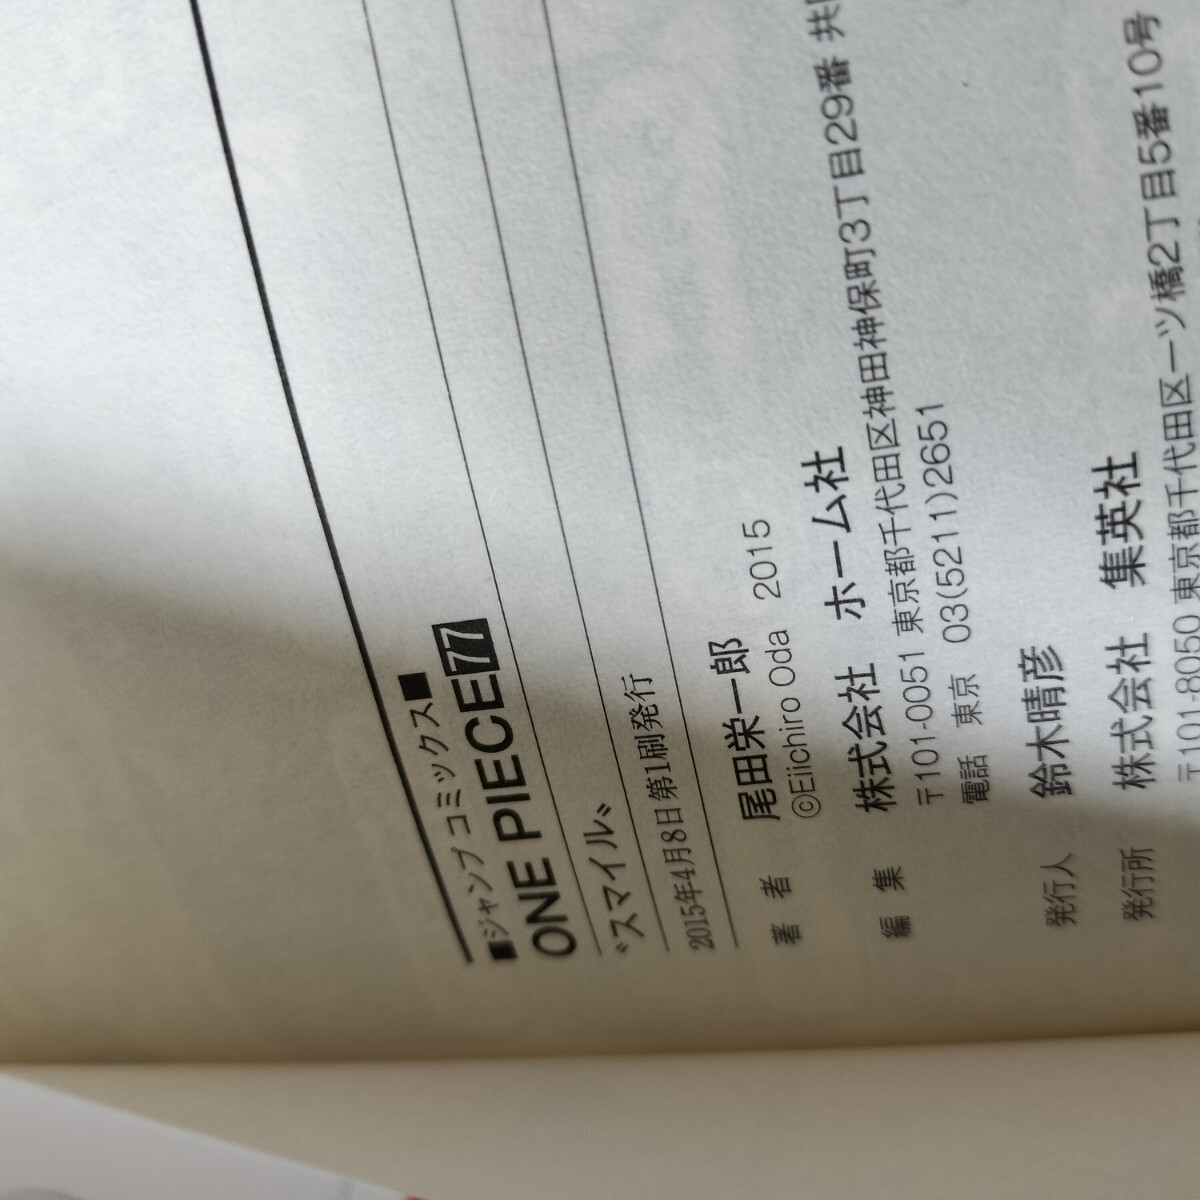 ■ジャンプコミックス■
ONE PIECE 77
〝スマイル〟
2015年4月8日 第1刷発行
著者 尾田栄一郎
©Eiichiro Oda 2015
編集 株式会社 ホーム社
〒101-0051 東京都千代田区神田神保町3丁目29番 共
電話 東京 03(5211)2651
発行人 鈴木晴彦
発行所 株式会社 集英社
〒101-8050 東京都千代田区一ツ橋2丁目5番10号